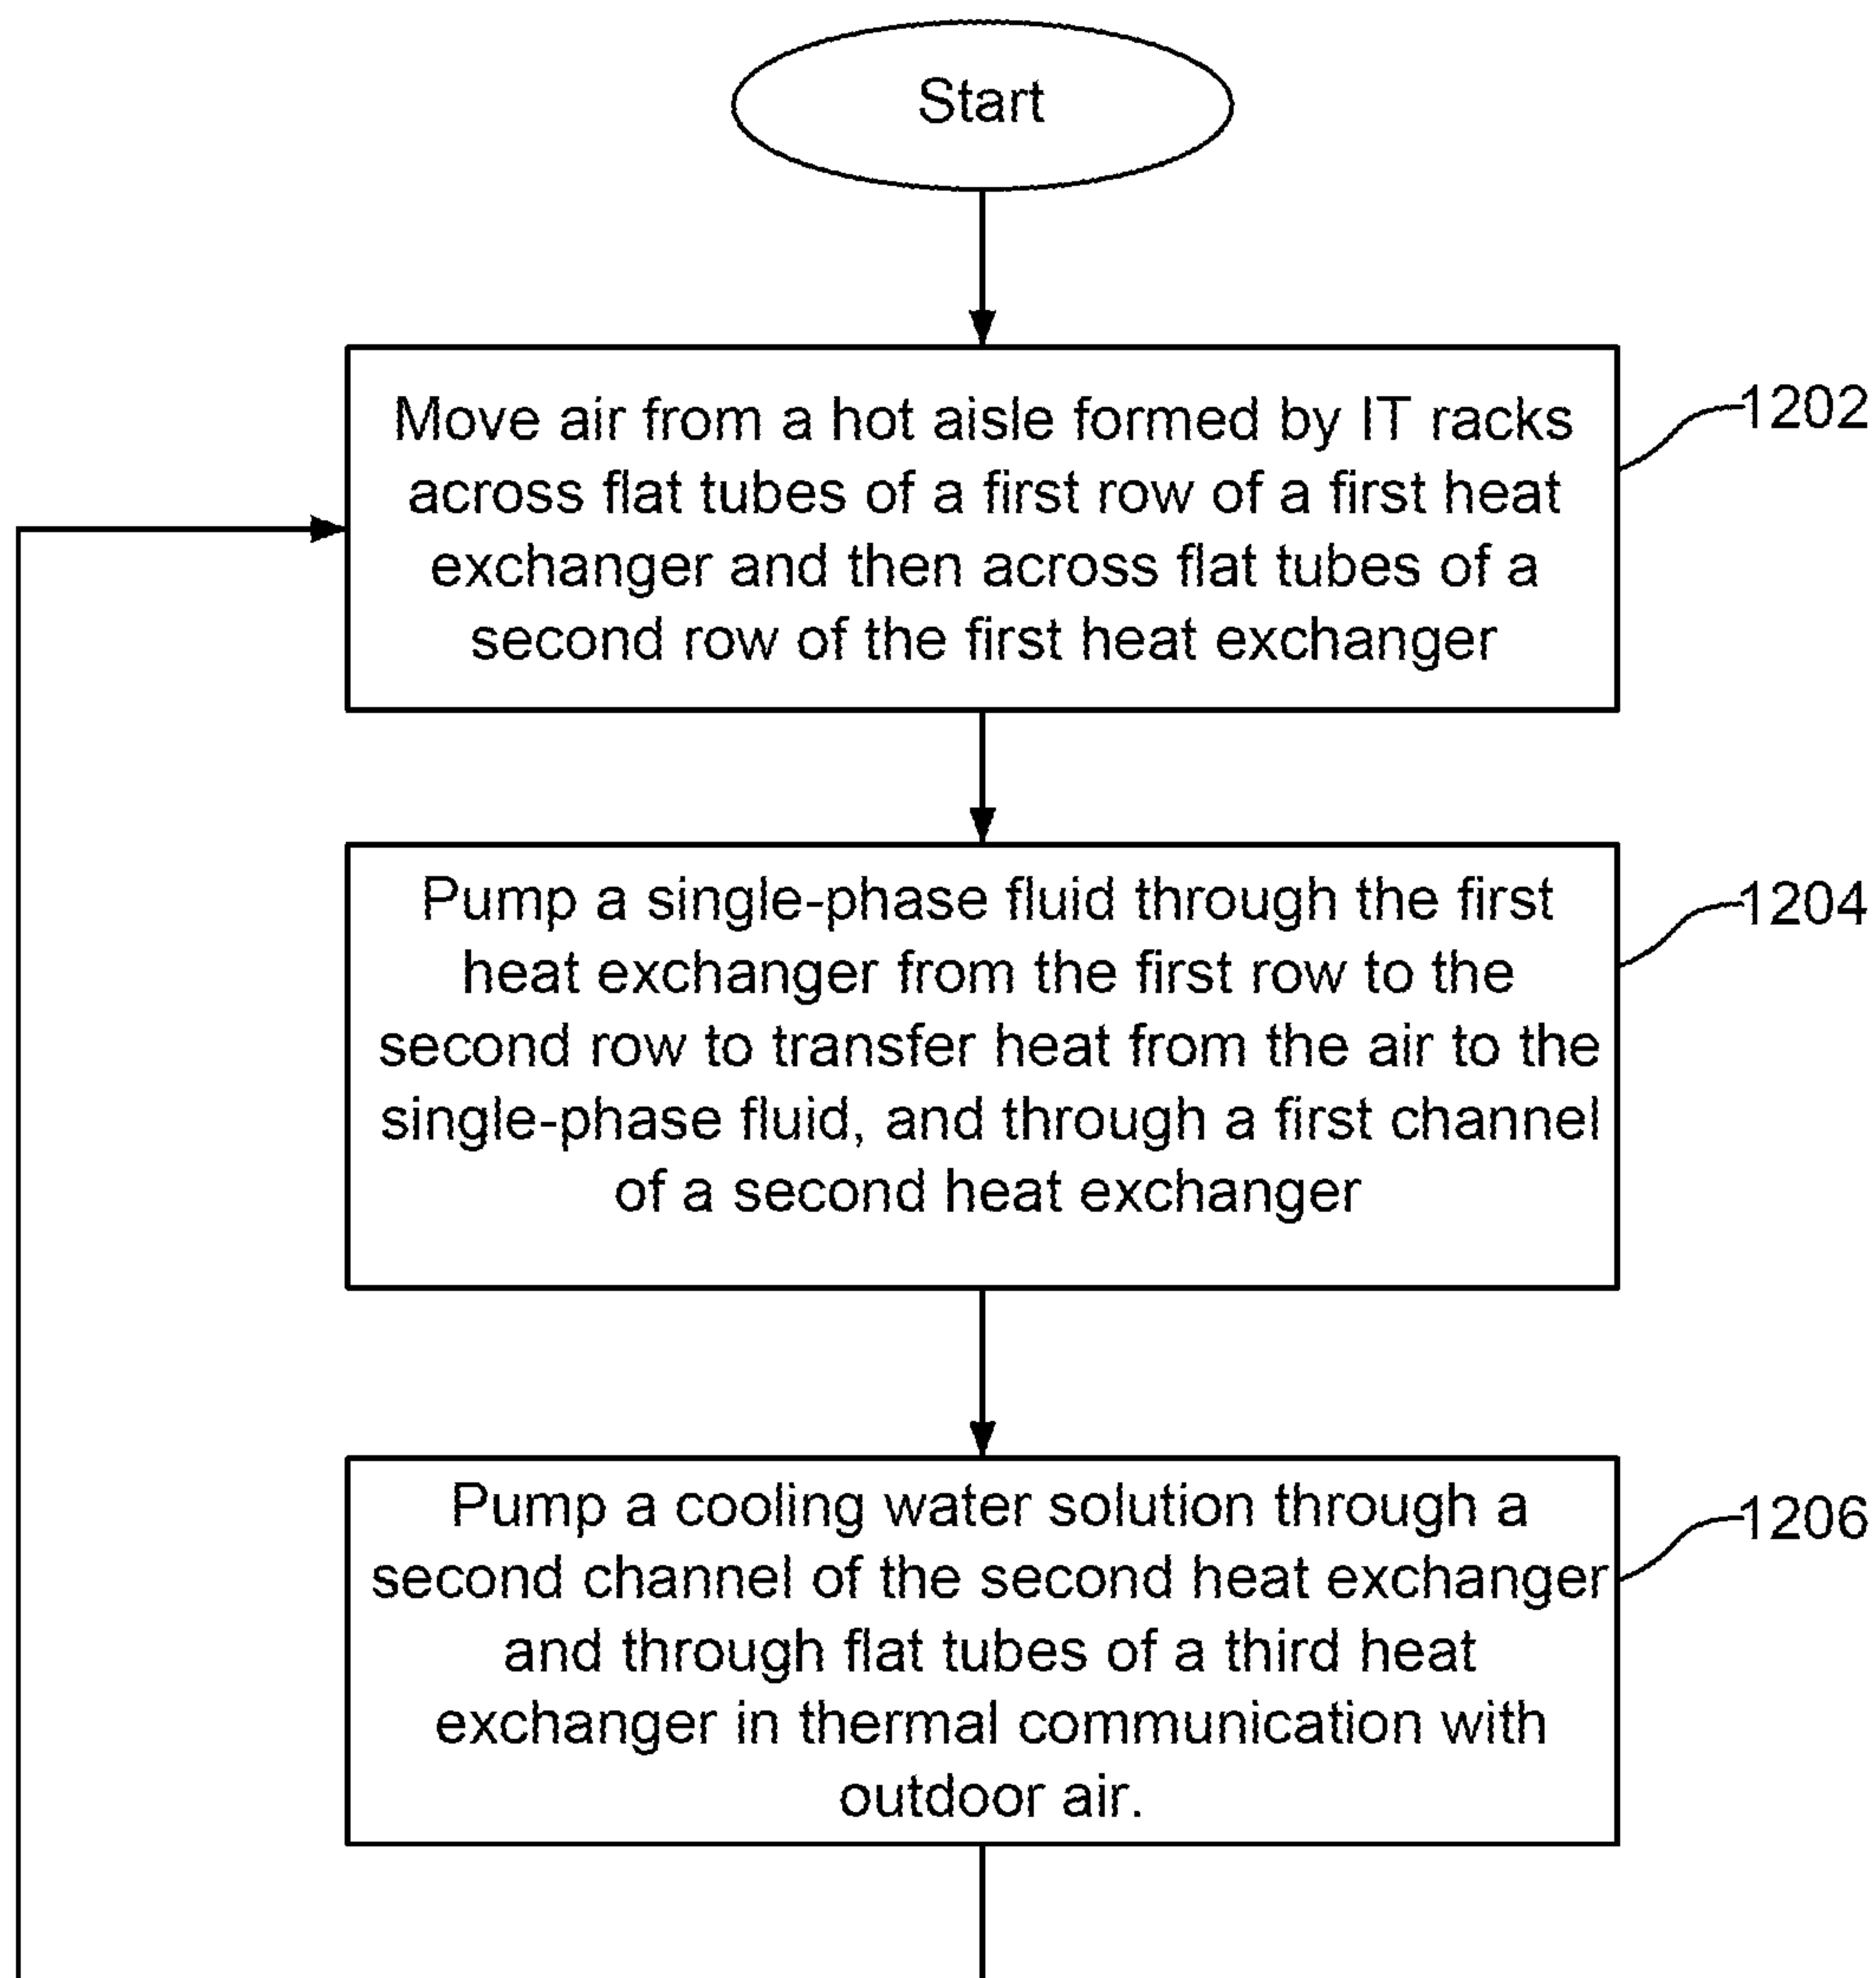 Start
Move air from a hot aisle formed by IT racks
across flat tubes of a first row of a first heat
exchanger and then across flat tubes of a
second row of the first heat exchanger
1202
Pump a single-phase fluid through the first
heat exchanger from the first row to the
second row to transfer heat from the air to the
single-phase fluid, and through a first channel
of a second heat exchanger
1204
Pump a cooling water solution through a
second channel of the second heat exchanger
and through flat tubes of a third heat
exchanger in thermal communication with
outdoor air.
1206